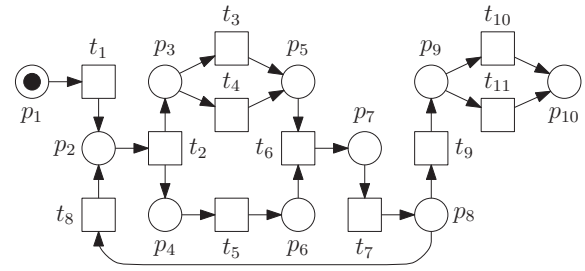 t3 t10
t1 p3 p5 p9
t4 t11
p1 p7 p10
p2 t2 t6 t9
t8 p8
p4 t5 p6 t7